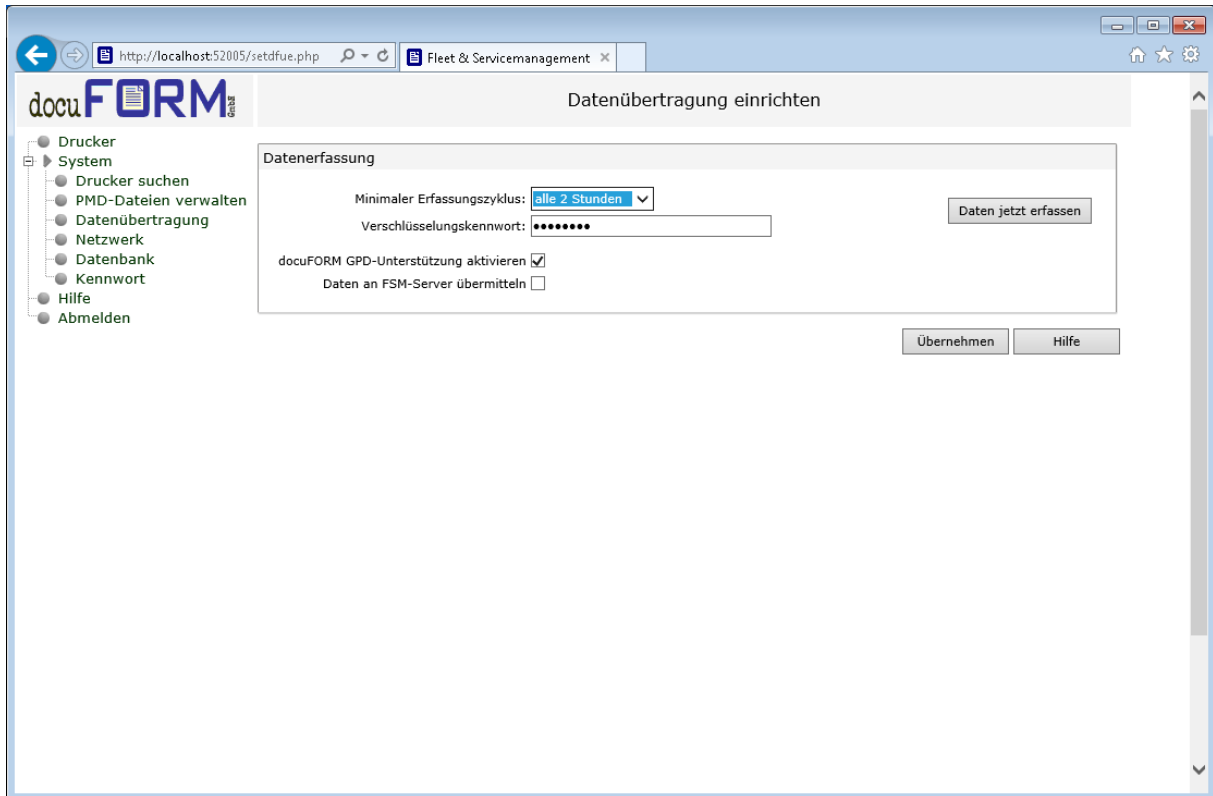 http://localhost:52005/setdfue.php
Fleet & Servicemanagement
docuFORM GmbH
Datenübertragung einrichten
Drucker
System
Drucker suchen
PMD-Dateien verwalten
Datenübertragung
Netzwerk
Datenbank
Kennwort
Hilfe
Abmelden
Datenerfassung
Minimaler Erfassungszyklus: alle 2 Stunden
Daten jetzt erfassen
Verschlüsselungskennwort: ••••••••
docuFORM GPD-Unterstützung aktivieren
Daten an FSM-Server übermitteln
Übernehmen
Hilfe